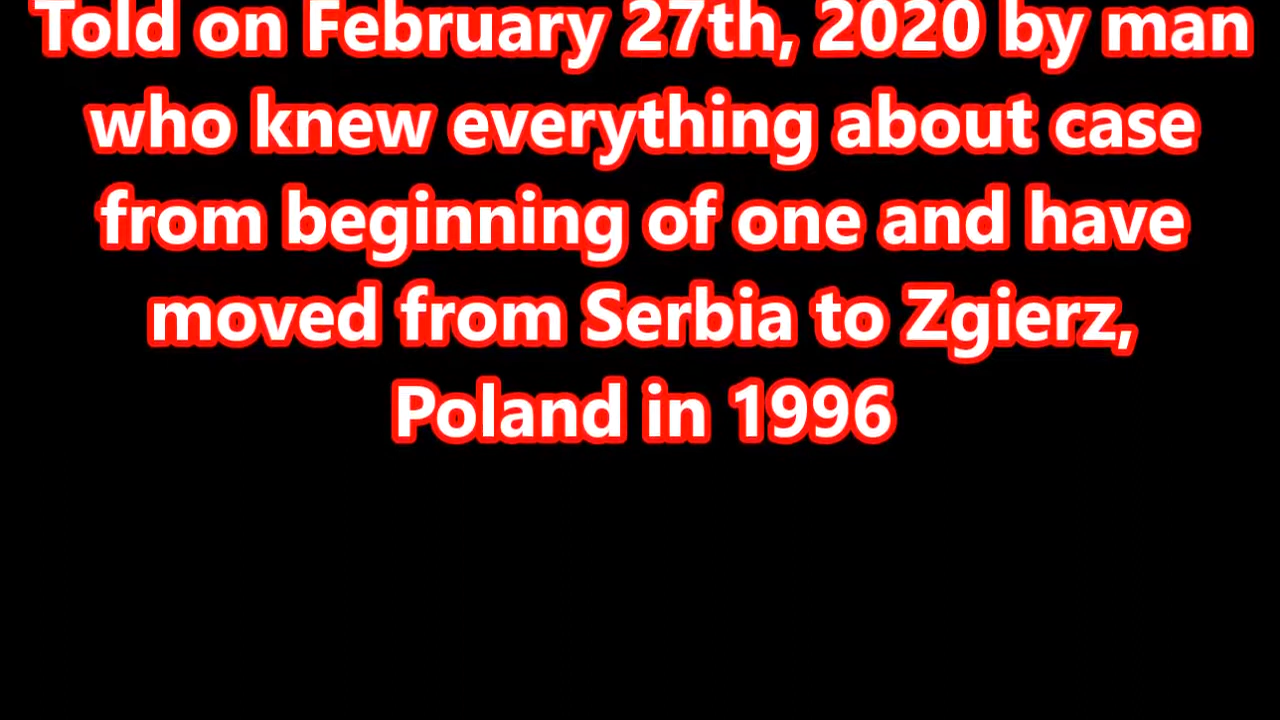 Told on February 27th, 2020 by man
who knew everything about case
from beginning of one and have
moved from Serbia to Zgierz,
Poland in 1996